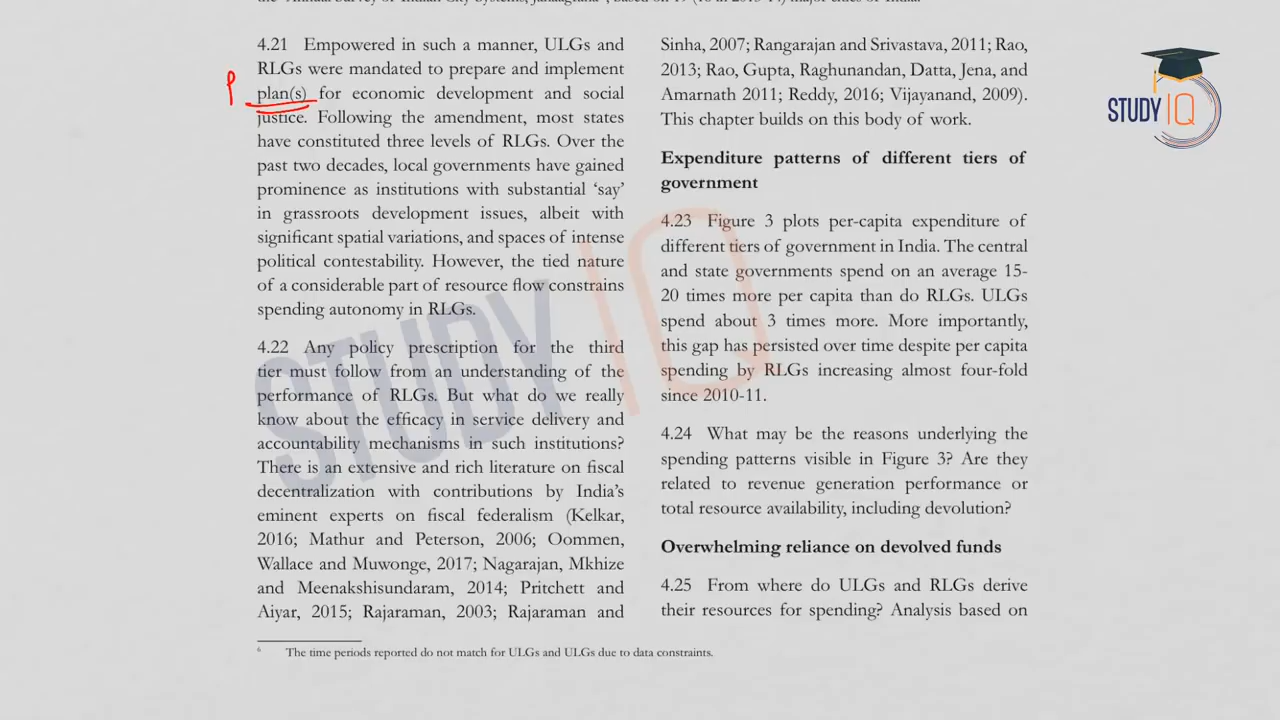 4.21 Empowered in such a manner, ULGs and
RLGs were mandated to prepare and implement
plan(s) for economic development and social
justice. Following the amendment, most states
have constituted three levels of RLGs. Over the
past two decades, local governments have gained
prominence as institutions with substantial ‘say’
in grassroots development issues, albeit with
significant spatial variations, and spaces of intense
political contestability. However, the tied nature
of a considerable part of resource flow constrains
spending autonomy in RLGs.
4.22 Any policy prescription for the third
tier must follow from an understanding of the
performance of RLGs. But what do we really
know about the efficacy in service delivery and
accountability mechanisms in such institutions?
There is an extensive and rich literature on fiscal
decentralization with contributions by India’s
eminent experts on fiscal federalism (Kelkar,
2016; Mathur and Peterson, 2006; Oommen,
Wallace and Muwonge, 2017; Nagarajan, Mkhize
and Meenakshisundaram, 2014; Pritchett and
Aiyar, 2015; Rajaraman, 2003; Rajaraman and
Sinha, 2007; Rangarajan and Srivastava, 2011; Rao,
2013; Rao, Gupta, Raghunandan, Datta, Jena, and
Amarnath 2011; Reddy, 2016; Vijayanand, 2009).
This chapter builds on this body of work.
Expenditure patterns of different tiers of
government
4.23 Figure 3 plots per-capita expenditure of
different tiers of government in India. The central
and state governments spend on an average 15-
20 times more per capita than do RLGs. ULGs
spend about 3 times more. More importantly,
this gap has persisted over time despite per capita
spending by RLGs increasing almost four-fold
since 2010-11.
4.24 What may be the reasons underlying the
spending patterns visible in Figure 3? Are they
related to revenue generation performance or
total resource availability, including devolution?
Overwhelming reliance on devolved funds
4.25 From where do ULGs and RLGs derive
their resources for spending? Analysis based on
6 The time periods reported do not match for ULGs and ULGs due to data constraints.
STUDY IQ
STUDY IQ